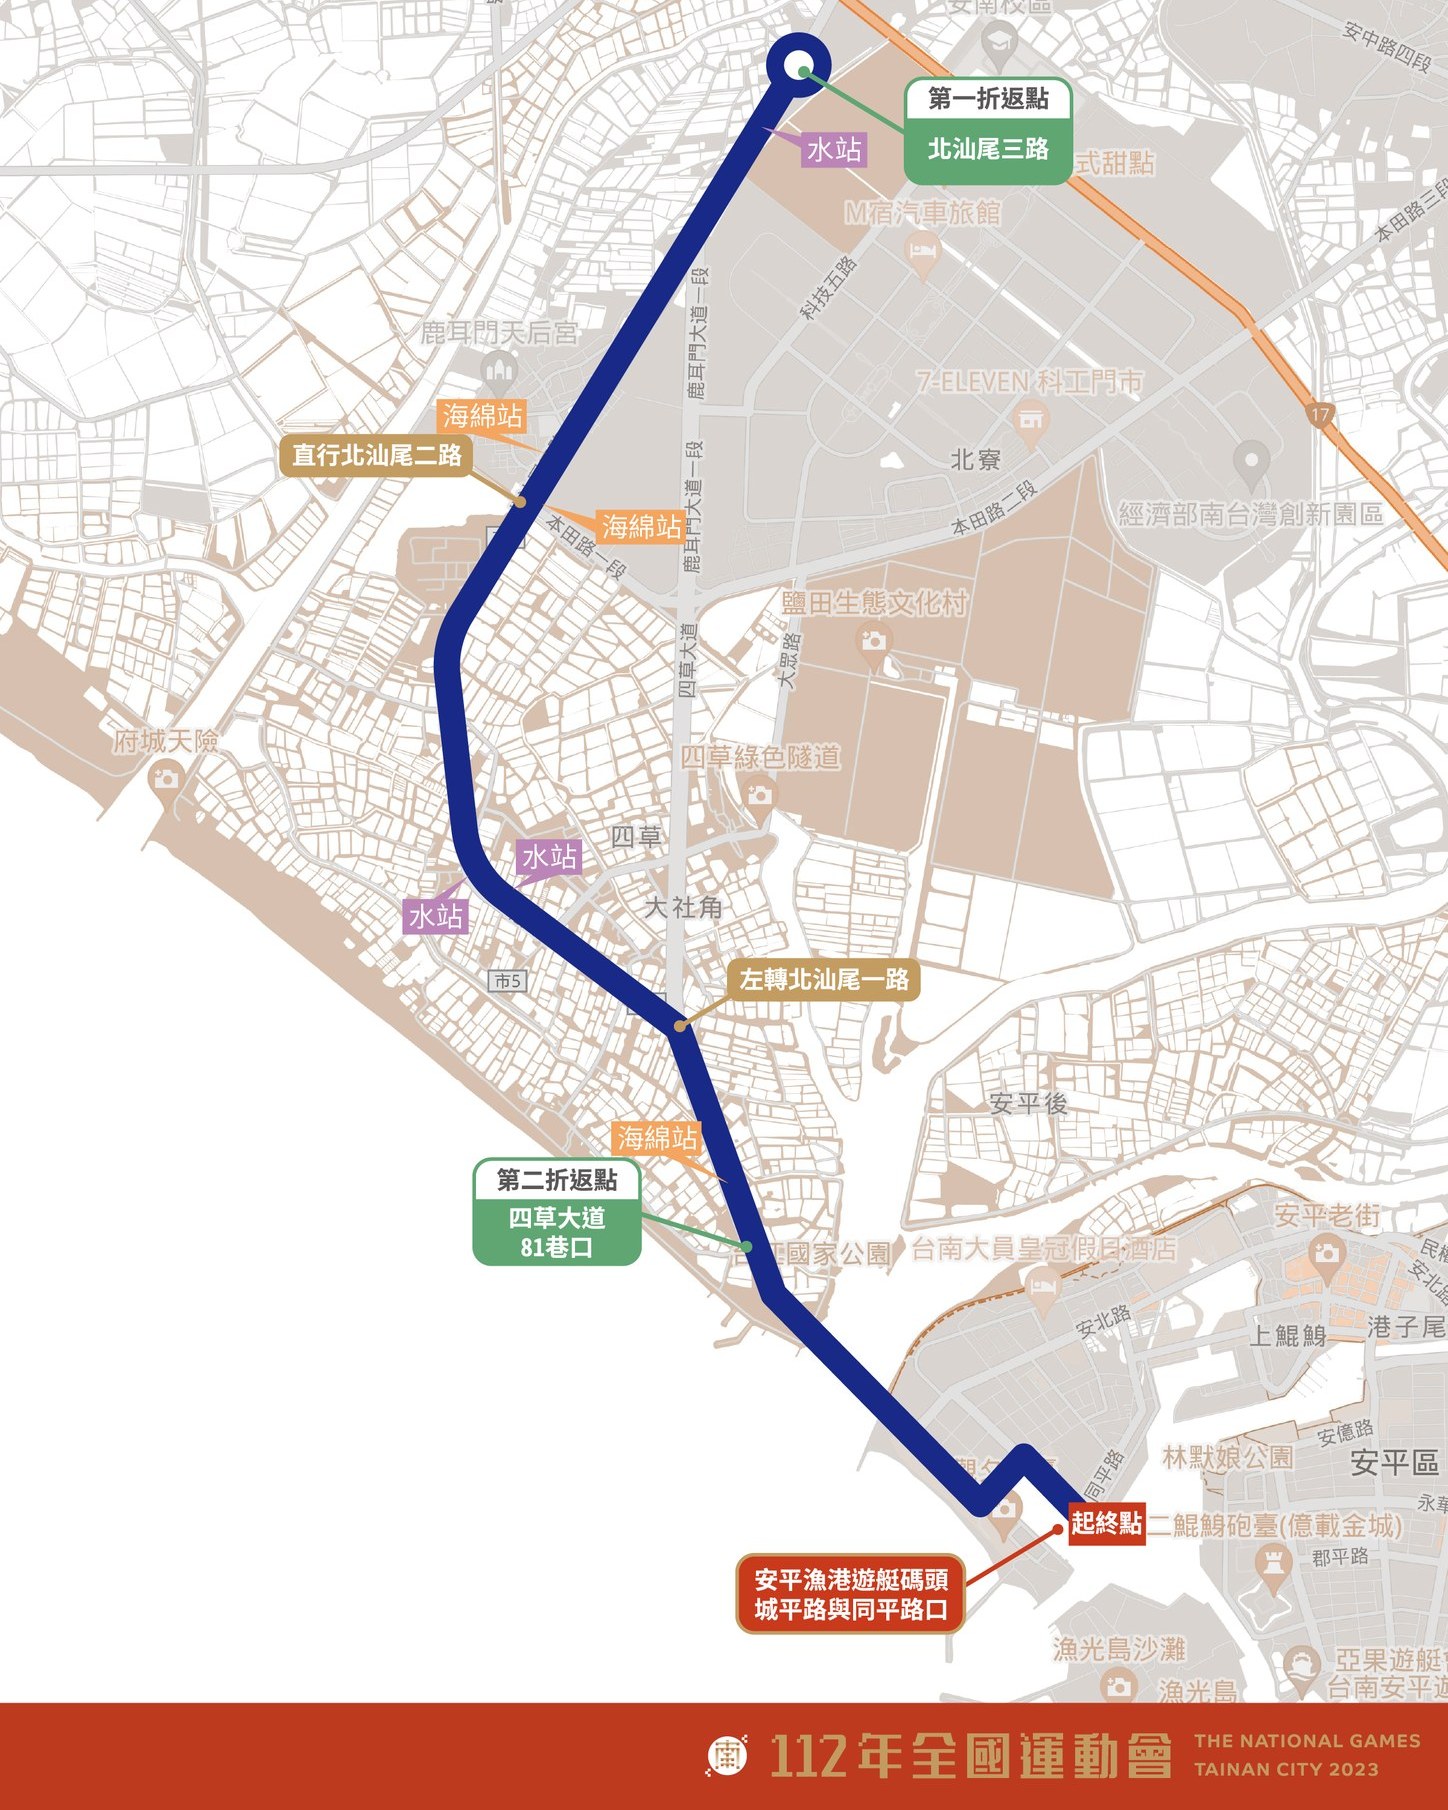 安南校區
安中路四段
第一折返點
北汕尾三路
水站
式甜點
M宿汽車旅館
本田路三段
科技五路
鹿耳門大道一段
鹿耳門天后宮
7-ELEVEN 科工門市
17
海綿站
直行北汕尾二路
北寮
鹿耳門大道一段
本田路二段
經濟部南台灣創新園區
海綿站
本田路一段
鹽田生態文化村
四草大道
大眾路
府城天險
四草綠色隧道
四草
水站
水站
大社角
市5
左轉北汕尾一路
安平後
海綿站
第二折返點
四草大道
81巷口
國家公園
台南大員皇冠假日酒店
安平老街
安北路
上鯤鯓
港子尾
安北路
安億路
同平路
林默娘公園
安平區
起終點
二鯤鯓砲臺(億載金城)
郡平路
安平漁港遊艇碼頭
城平路與同平路口
漁光島沙灘
漁光島
亞果遊艇
台南安平
南
112年全國運動會
THE NATIONAL GAMES
TAINAN CITY 2023